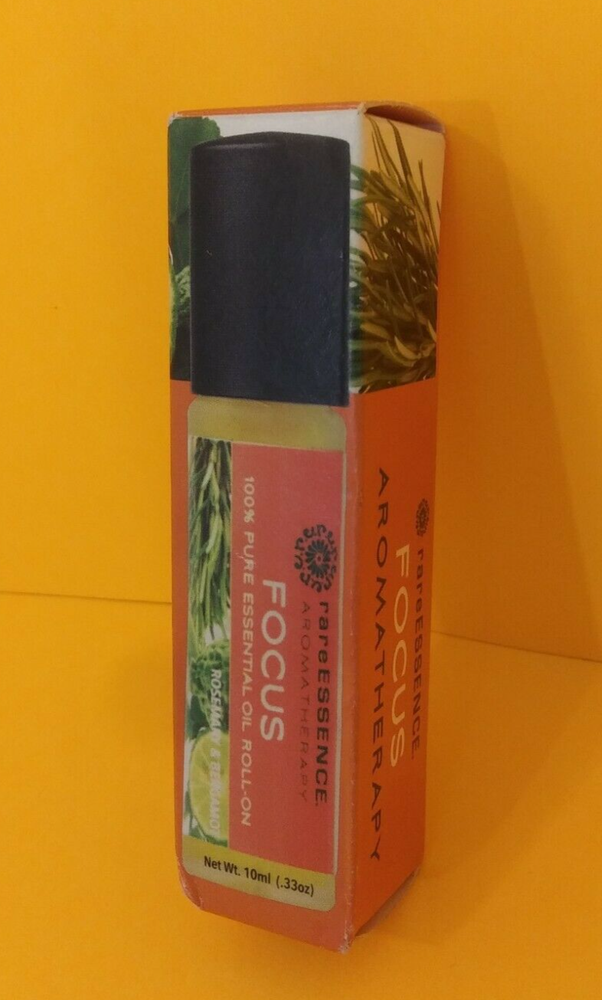 rareESSENCE.
AROMATHERAPY
FOCUS
100% PURE ESSENTIAL OIL ROLL-ON
ROSEMARY & BERGAMOT
Net Wt. 10ml (.33oz)
rareESSENCE.
FOCUS
AROMATHERAPY